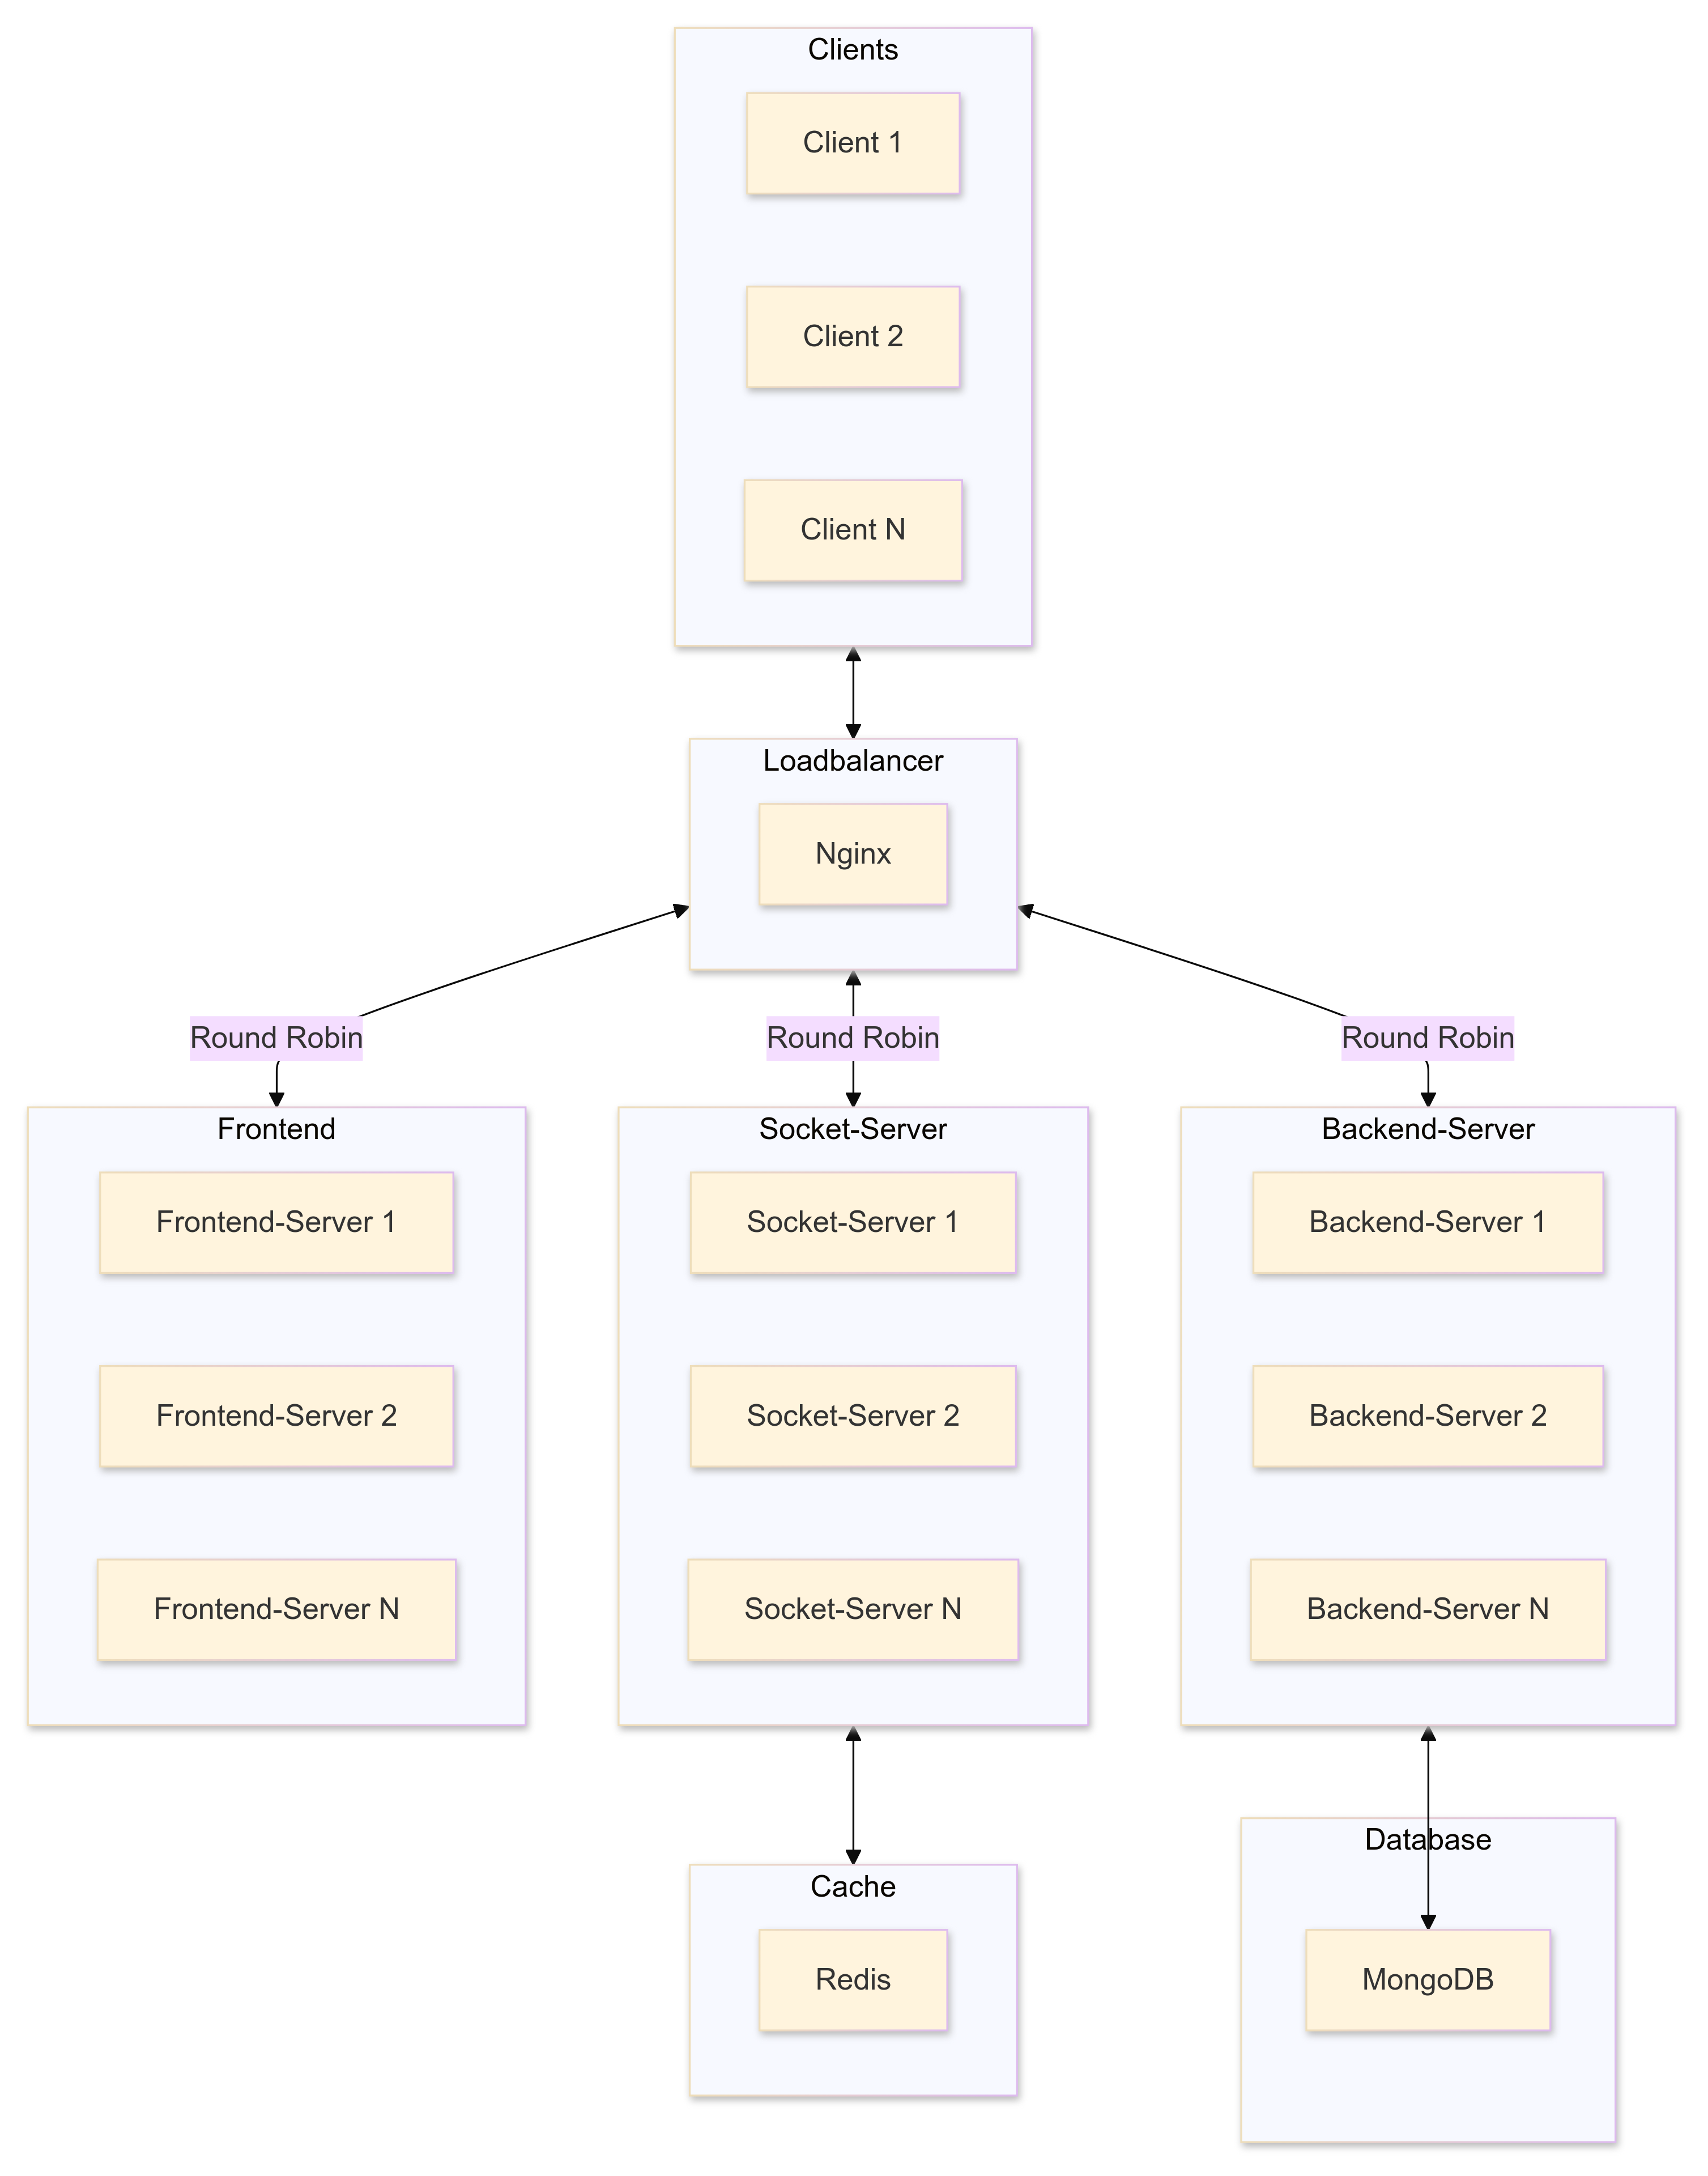 Clients
Client 1
Client 2
Client N
Loadbalancer
Nginx
Round Robin
Round Robin
Round Robin
Frontend
Frontend-Server 1
Frontend-Server 2
Frontend-Server N
Socket-Server
Socket-Server 1
Socket-Server 2
Socket-Server N
Backend-Server
Backend-Server 1
Backend-Server 2
Backend-Server N
Cache
Redis
Database
MongoDB